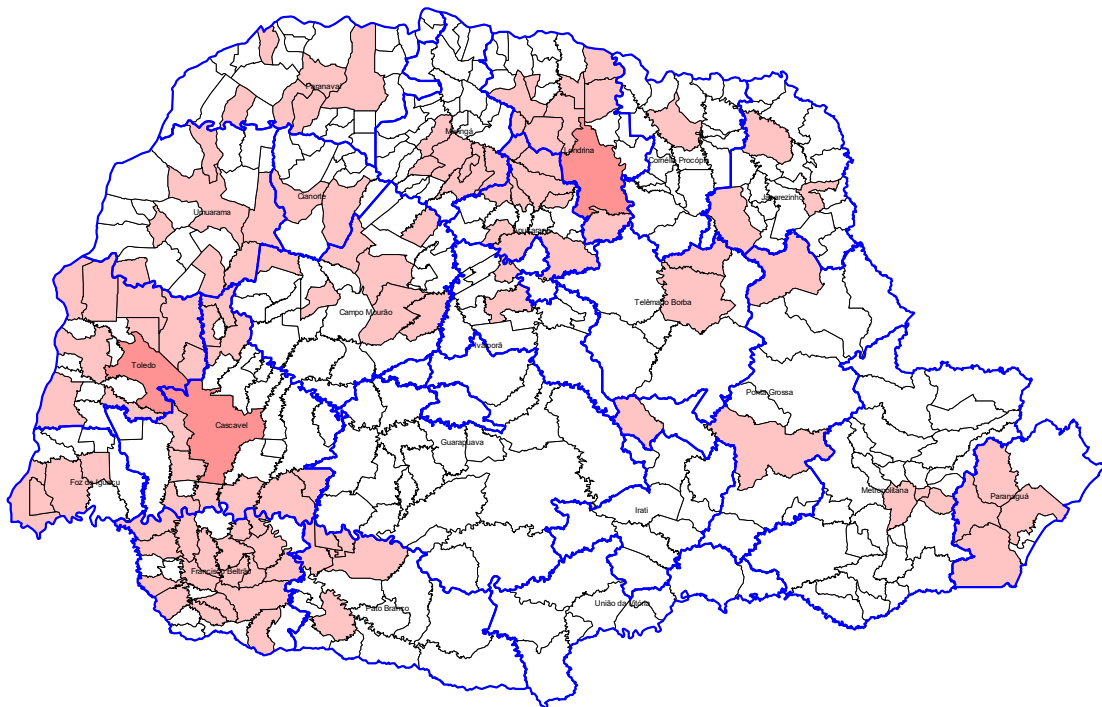 Paranavaí
Maringá
Londrina
Cornélio Procópio
Jacarezinho
Cianorte
Umuarama
Apucarana
Telêmaco Borba
Campo Mourão
Ivaiporã
Toledo
Ponta Grossa
Cascavel
Guarapuava
Foz do Iguaçu
Metropolitana
Paranaguá
Irati
Francisco Beltrão
União da Vitória
Pato Branco